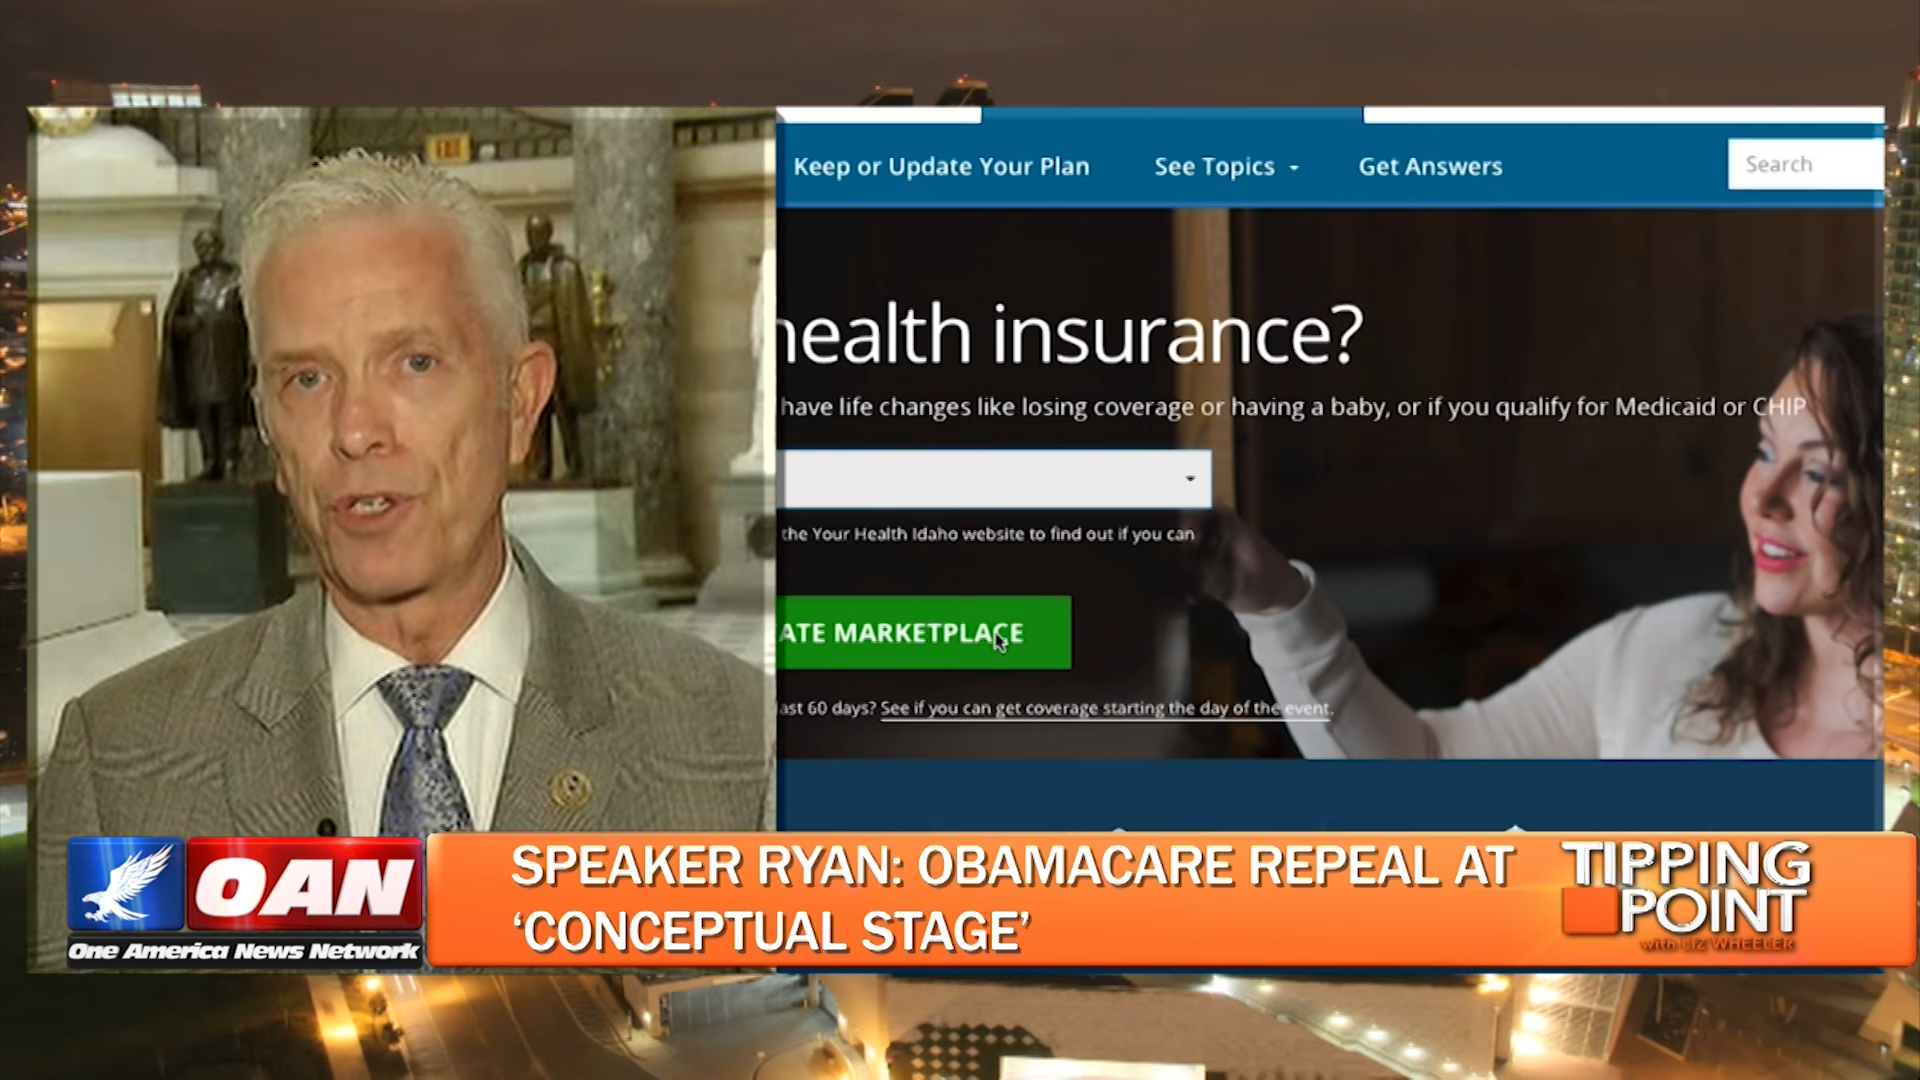 Keep or Update Your Plan
See Topics
Get Answers
Search
health insurance?
have life changes like losing coverage or having a baby, or if you qualify for Medicaid or CHIP
the Your Health Idaho website to find out if you can
ATE MARKETPLACE
last 60 days? See if you can get coverage starting the day of the event.
OAN
One America News Network
SPEAKER RYAN: OBAMACARE REPEAL AT
‘CONCEPTUAL STAGE’
TIPPING
POINT
with LIZ WHEELER